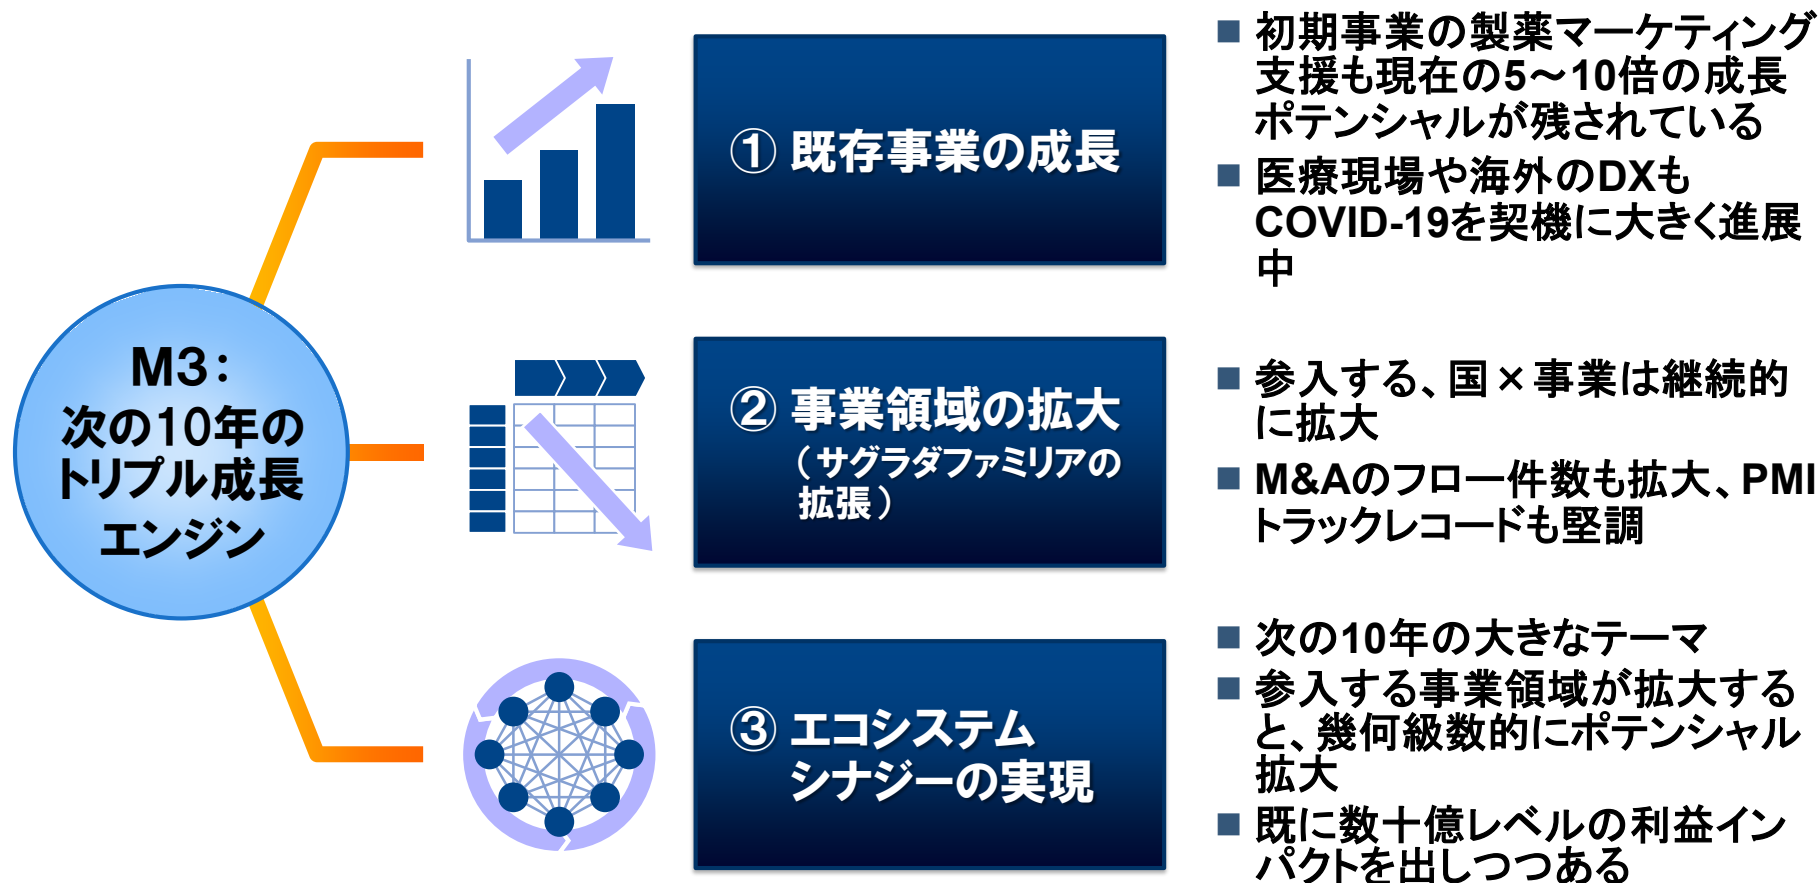 M3：
次の10年の
トリプル成長
エンジン
① 既存事業の成長
■ 初期事業の製薬マーケティング
支援も現在の5～10倍の成長
ポテンシャルが残されている
■ 医療現場や海外のDXも
COVID-19を契機に大きく進展
中
② 事業領域の拡大
（サグラダファミリアの
拡張）
■ 参入する、国×事業は継続的
に拡大
■ M&Aのフロー件数も拡大、PMI
トラックレコードも堅調
③ エコシステム
シナジーの実現
■ 次の10年の大きなテーマ
■ 参入する事業領域が拡大する
と、幾何級数的にポテンシャル
拡大
■ 既に数十億レベルの利益イン
パクトを出しつつある